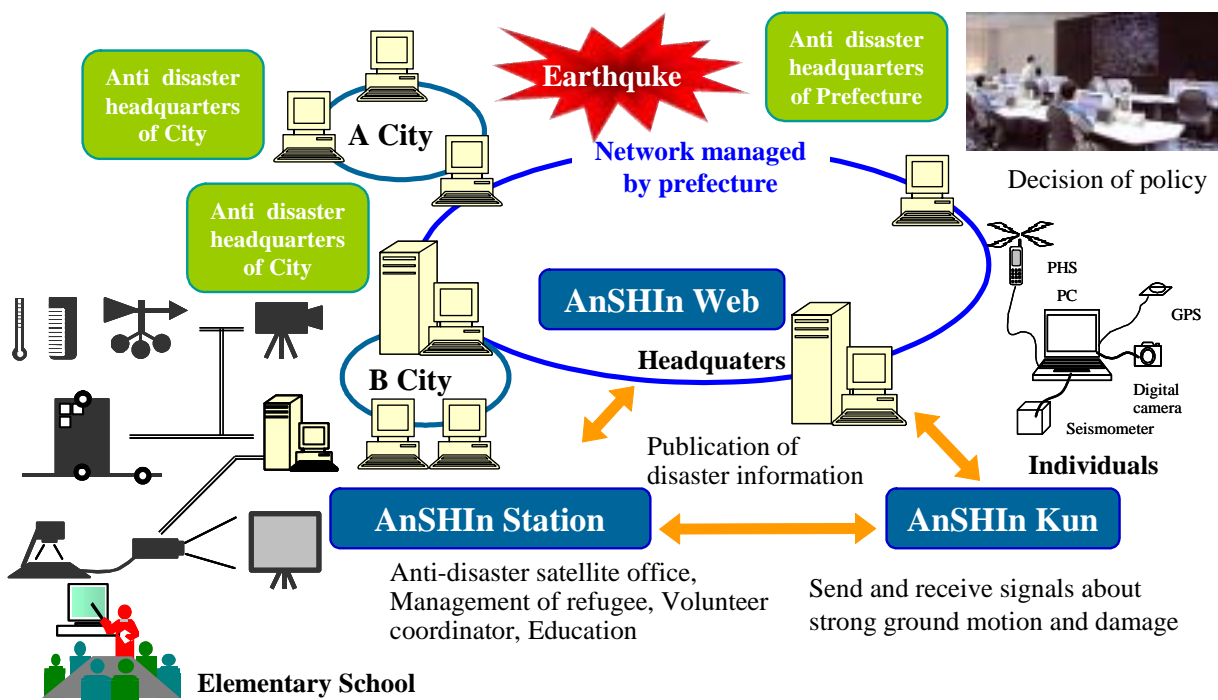 Anti disaster
headquarters
of City
A City
Earthquke
Anti disaster
headquarters
of Prefecture
Network managed
by prefecture
Decision of policy
Anti disaster
headquarters
of City
AnSHIn Web
PHS
PC
GPS
Headquaters
B City
Digital
camera
Seismometer
Individuals
Publication of
disaster information
AnSHIn Station
AnSHIn Kun
Anti-disaster satellite office,
Management of refugee, Volunteer
coordinator, Education
Send and receive signals about
strong ground motion and damage
Elementary School